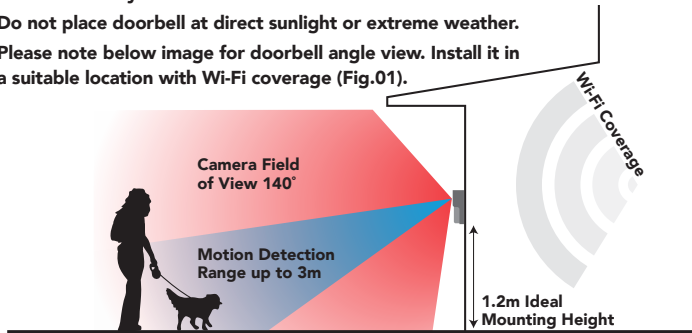 Do not place doorbell at direct sunlight or extreme weather.
Please note below image for doorbell angle view. Install it in
a suitable location with Wi-Fi coverage (Fig.01).
Wi-Fi Coverage
Camera Field
of View 140˚
Motion Detection
Range up to 3m
1.2m Ideal
Mounting Height